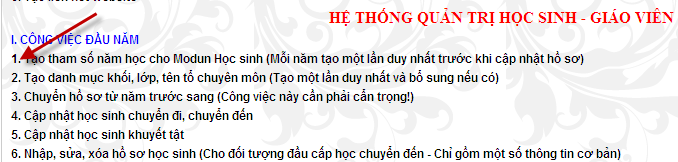 HỆ THỐNG QUẢN TRỊ HỌC SINH - GIÁO VIÊN
I. CÔNG VIỆC ĐẦU NĂM
1. Tạo tham số năm học cho Modun Học sinh (Mỗi năm tạo một lần duy nhất trước khi cập nhật hồ sơ)
2. Tạo danh mục khối, lớp, tên tổ chuyên môn (Tạo một lần duy nhất và bổ sung nếu có)
3. Chuyển hồ sơ từ năm trước sang (Công việc này cần phải cẩn trọng!)
4. Cập nhật học sinh chuyển đi, chuyển đến
5. Cập nhật học sinh khuyết tật
6. Nhập, sửa, xóa hồ sơ học sinh (Cho đối tượng đầu cấp học chuyển đến - Chỉ gồm một số thông tin cơ bản)